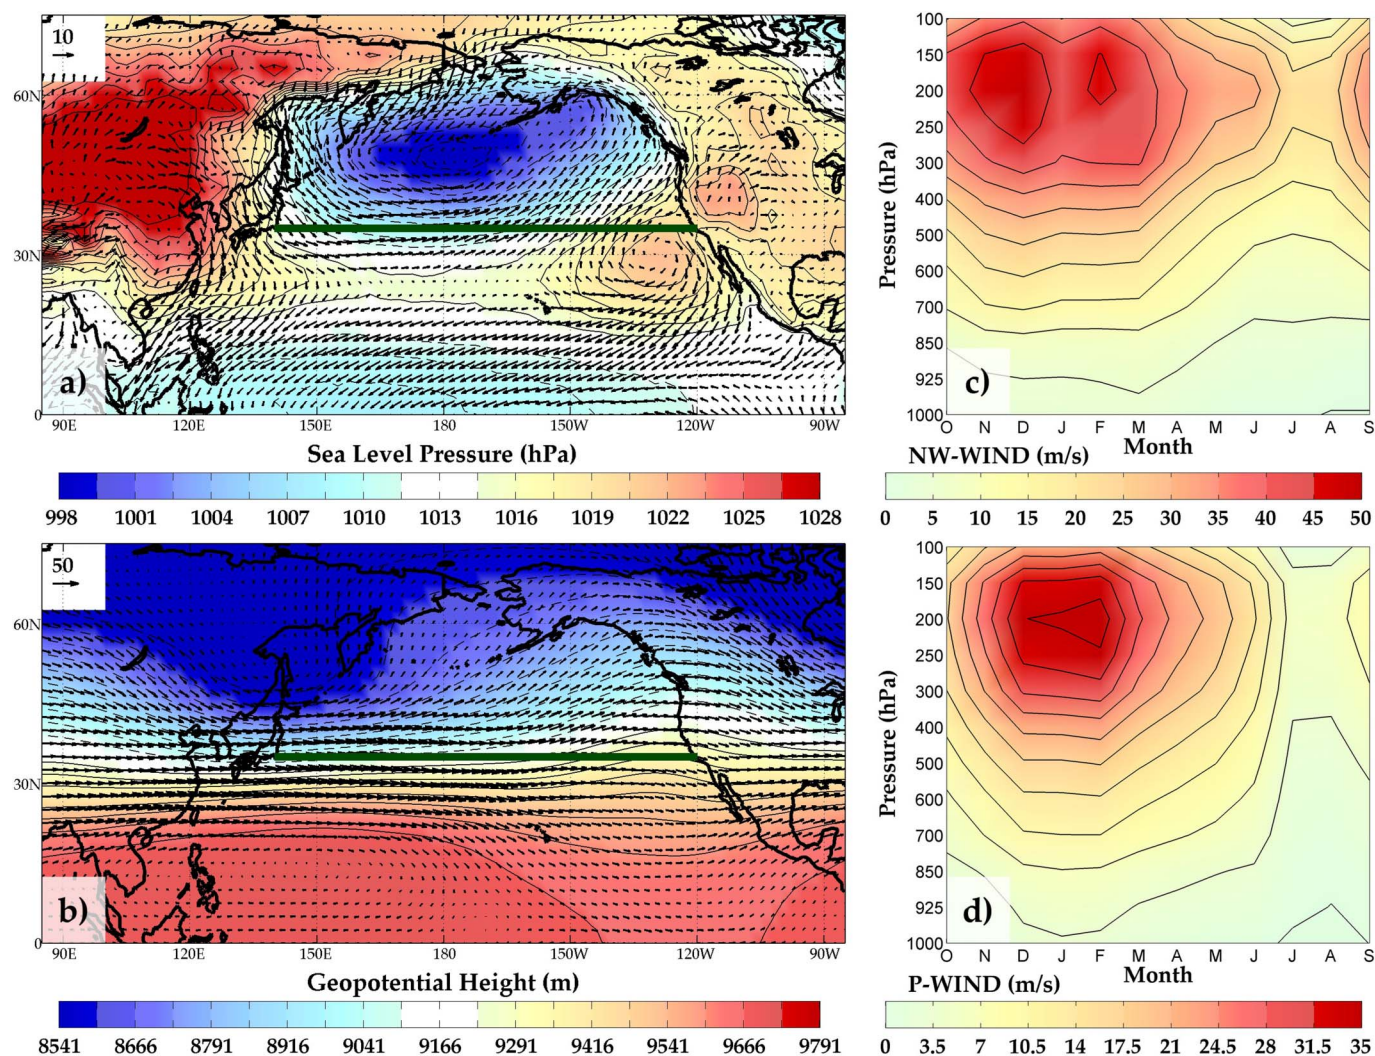 10
60N
30N
0
a)
90E 120E 150E 180 150W 120W 90W
Sea Level Pressure (hPa)
998 1001 1004 1007 1010 1013 1016 1019 1022 1025 1028
100
150
200
250
300
400
500
600
700
850
925
1000
Pressure (hPa)
c)
O N D J F M A M J J A S
Month
NW-WIND (m/s)
0 5 10 15 20 25 30 35 40 45 50
50
60N
30N
0
b)
90E 120E 150E 180 150W 120W 90W
Geopotential Height (m)
8541 8666 8791 8916 9041 9166 9291 9416 9541 9666 9791
100
150
200
250
300
400
500
600
700
850
925
1000
Pressure (hPa)
d)
O N D J F M A M J J A S
Month
P-WIND (m/s)
0 3.5 7 10.5 14 17.5 21 24.5 28 31.5 35